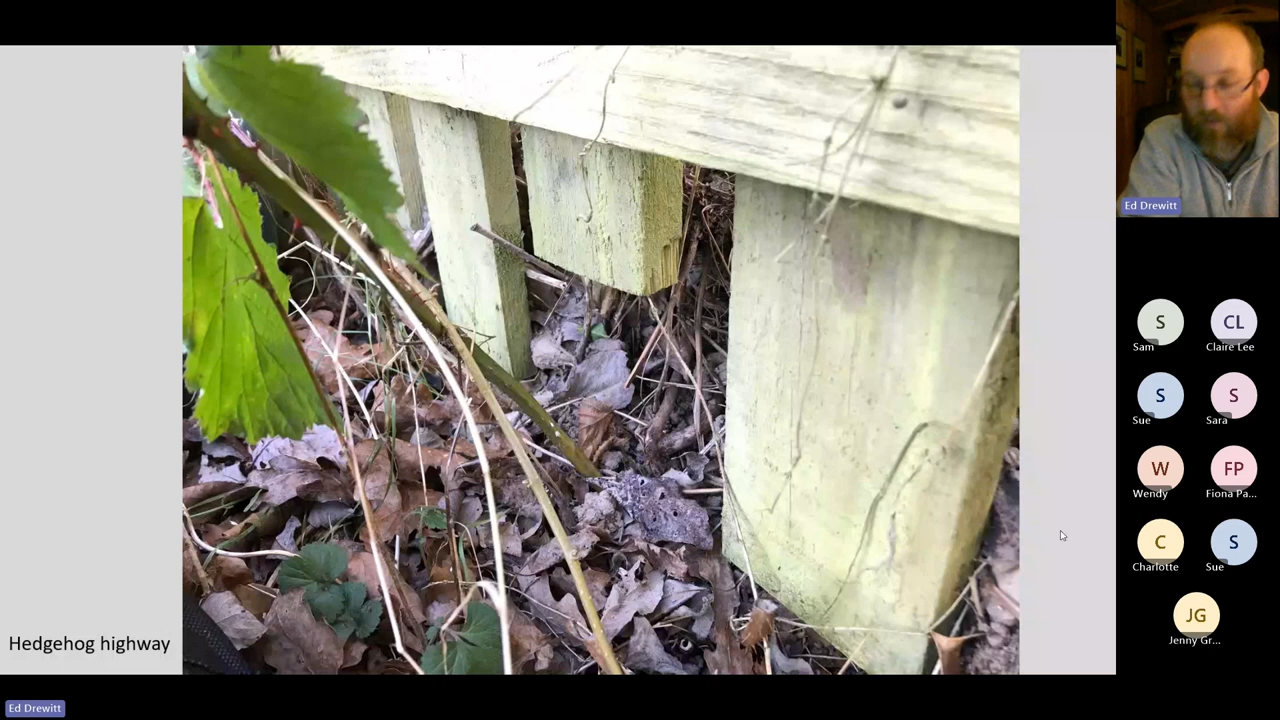 Hedgehog highway
Ed Drewitt
Ed Drewitt
S
CL
Sam
Claire Lee
S
S
Sue
Sara
W
FP
Wendy
Fiona Pa...
C
S
Charlotte
Sue
JG
Jenny Gr...